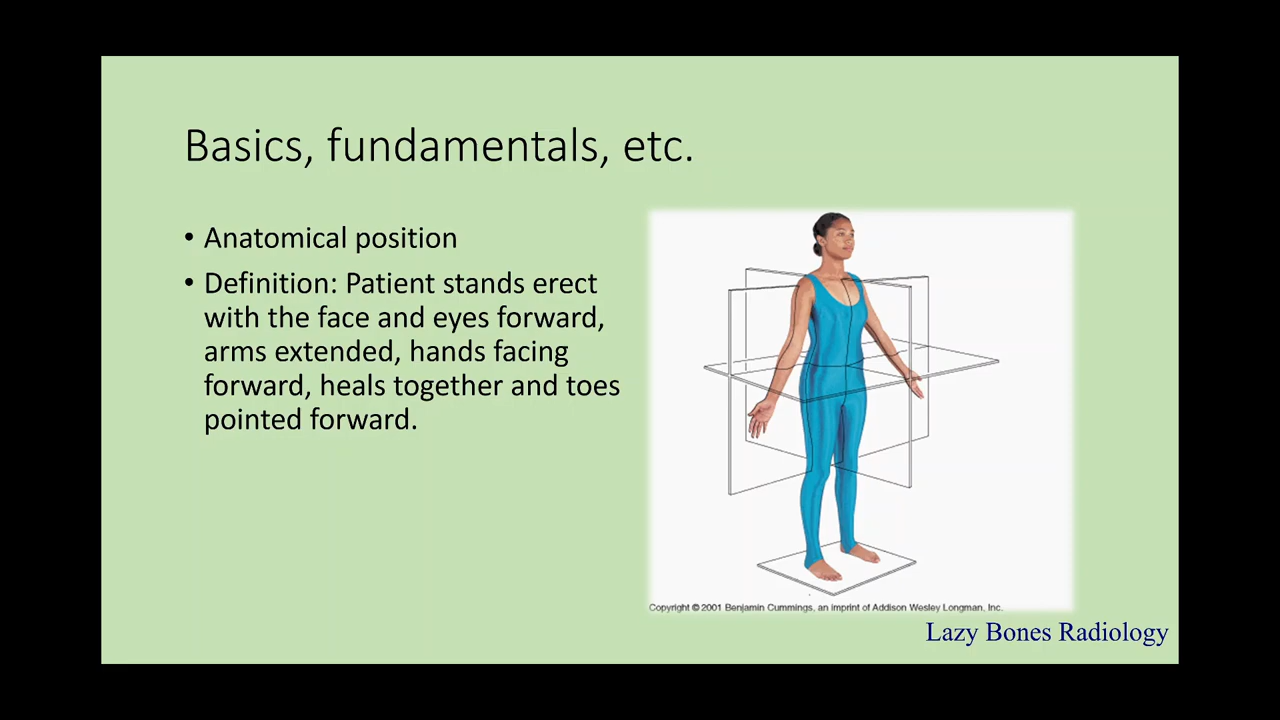 Basics, fundamentals, etc.
• Anatomical position
• Definition: Patient stands erect
with the face and eyes forward,
arms extended, hands facing
forward, heals together and toes
pointed forward.
Copyright © 2001 Benjamin Cummings, an imprint of Addison Wesley Longman, Inc.
Lazy Bones Radiology